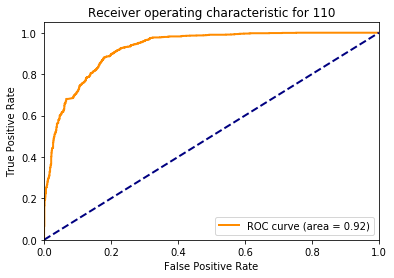 Receiver operating characteristic for 110
True Positive Rate
1.0
0.8
0.6
0.4
0.2
0.0
ROC curve (area = 0.92)
0.0 0.2 0.4 0.6 0.8 1.0
False Positive Rate